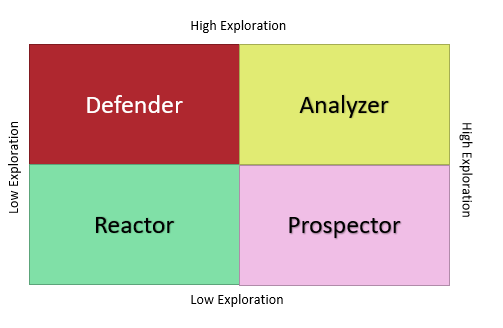 High Exploration
Defender
Analyzer
Low Exploration
High Exploration
Reactor
Prospector
Low Exploration